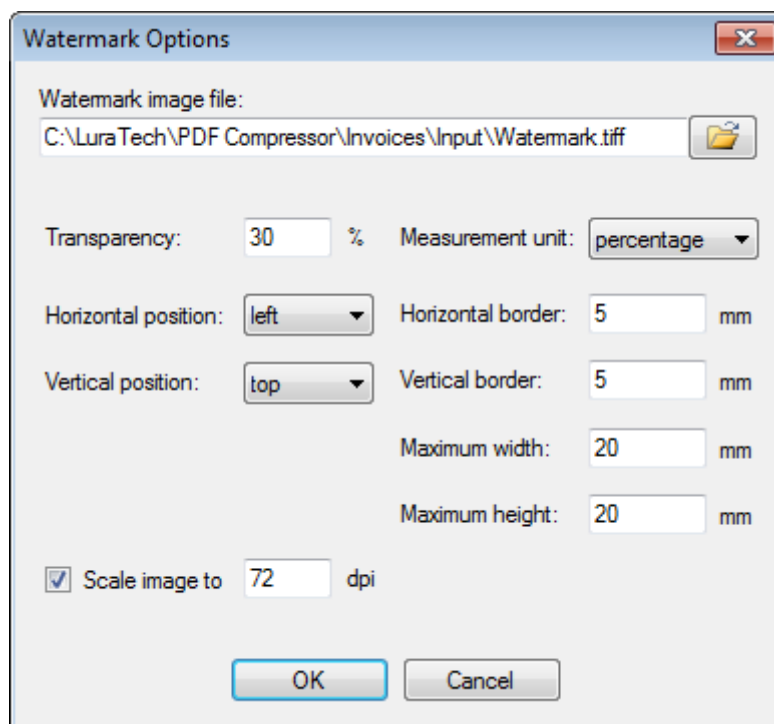 Watermark Options
Watermark image file:
C:\LuraTech\PDF Compressor\Invoices\Input\Watermark.tiff
Transparency: 30 % Measurement unit: percentage
Horizontal position: left Horizontal border: 5 mm
Vertical position: top Vertical border: 5 mm
Maximum width: 20 mm
Maximum height: 20 mm
Scale image to 72 dpi
OK Cancel